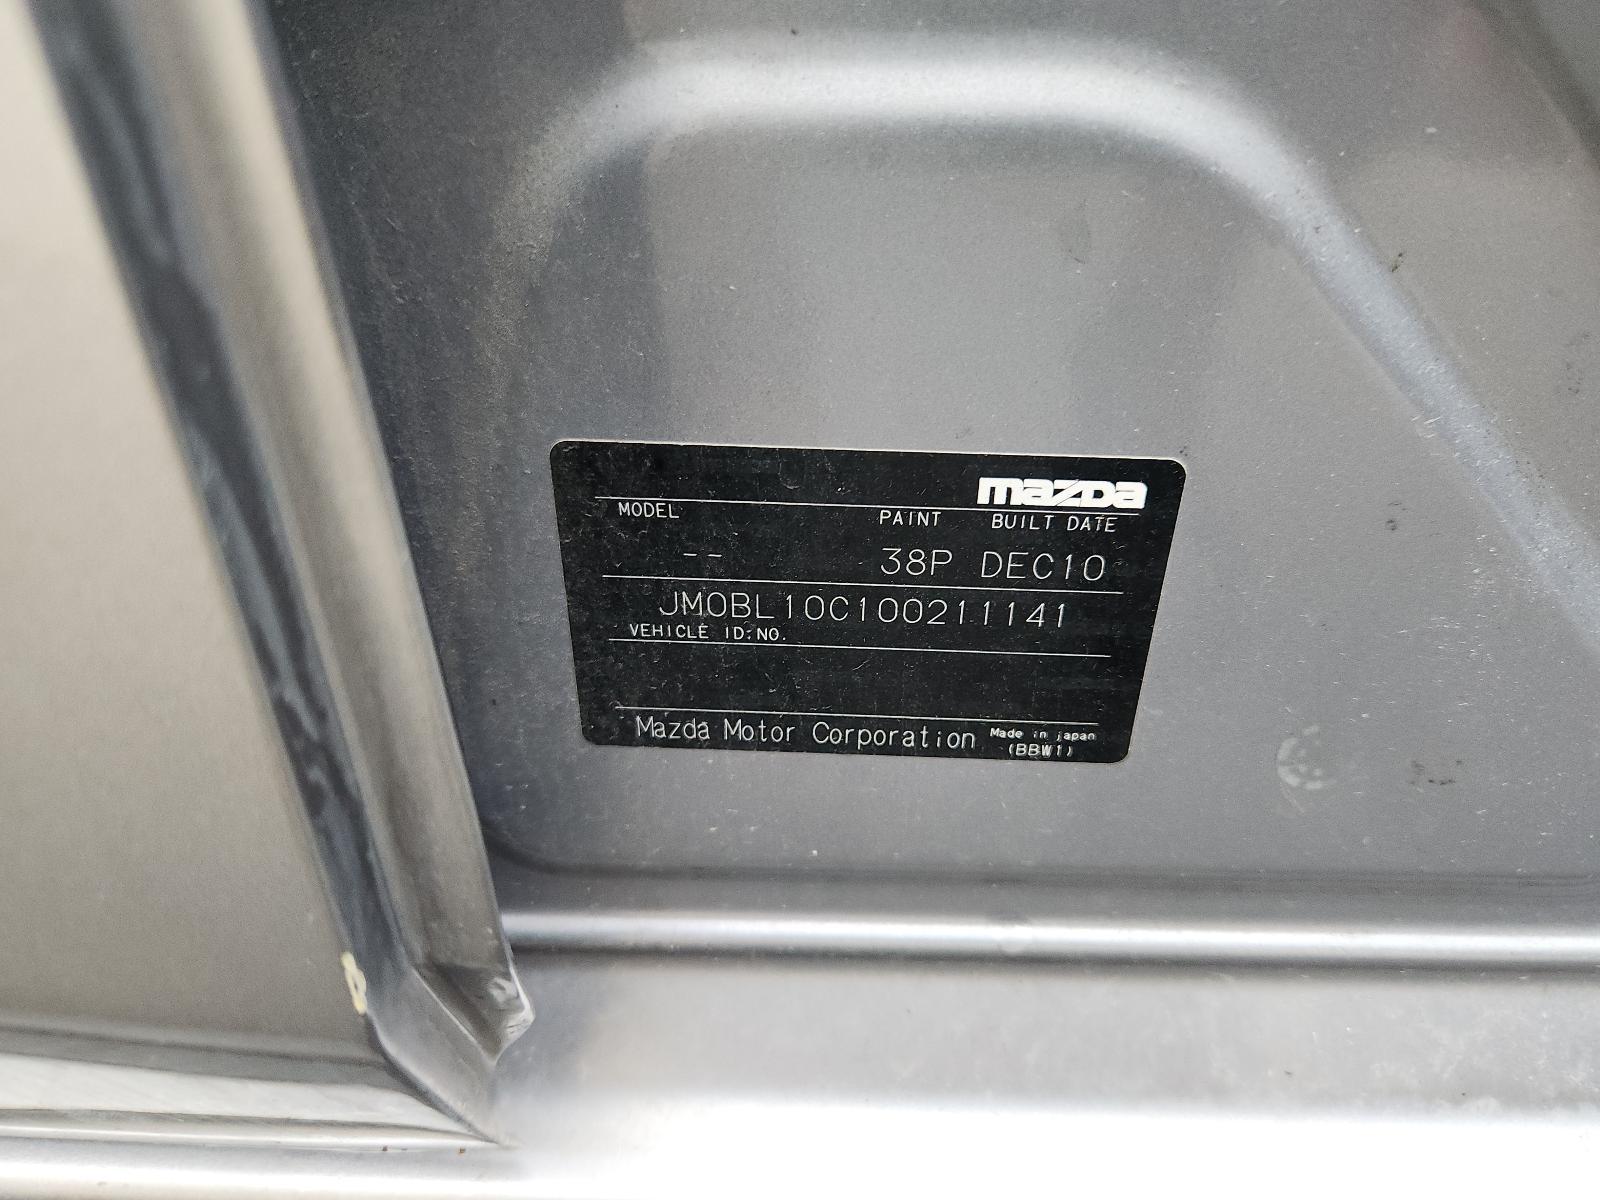 mazda
MODEL PAINT BUILT DATE
-- 38P DEC10
JM0BL10C100211141
VEHICLE ID.NO.
Mazda Motor Corporation Made in japan
(BBW1)